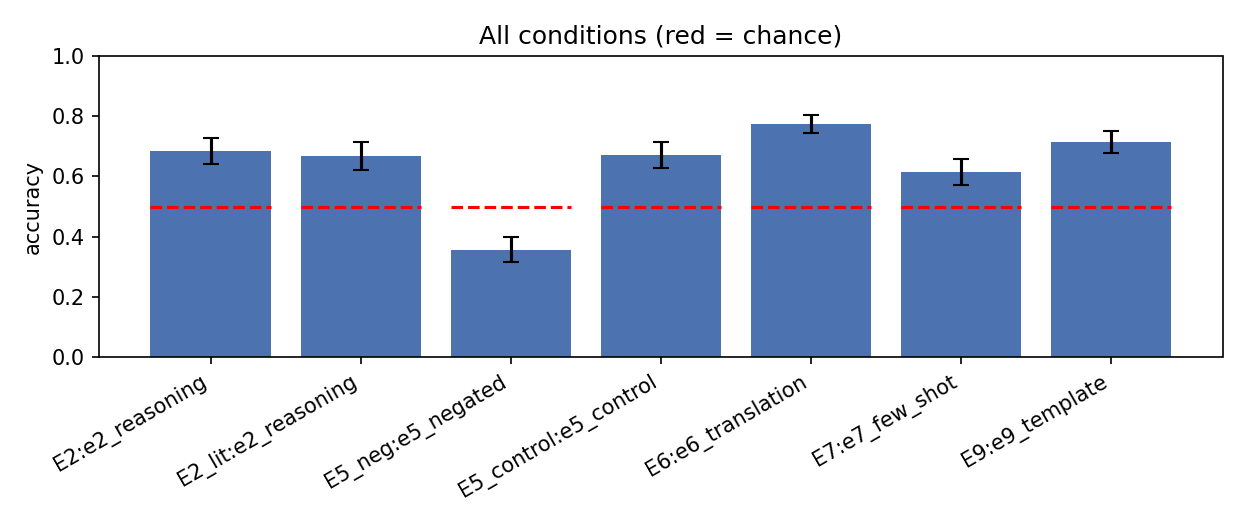 All conditions (red = chance)
1.0
0.8
0.6
0.4
0.2
0.0
accuracy
E2:e2_reasoning
E2_lit:e2_reasoning
E5_neg:e5_negated
E5_control:e5_control
E6:e6_translation
E7:e7_few_shot
E9:e9_template